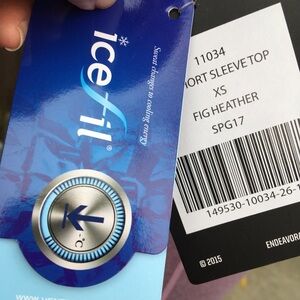 icefil®
Sweat changes to cooling energy
-°C
11034
ORT SLEEVE TOP
XS
FIG HEATHER
SPG17
149530-10034-26-1
© 2015
ENDEAVOR